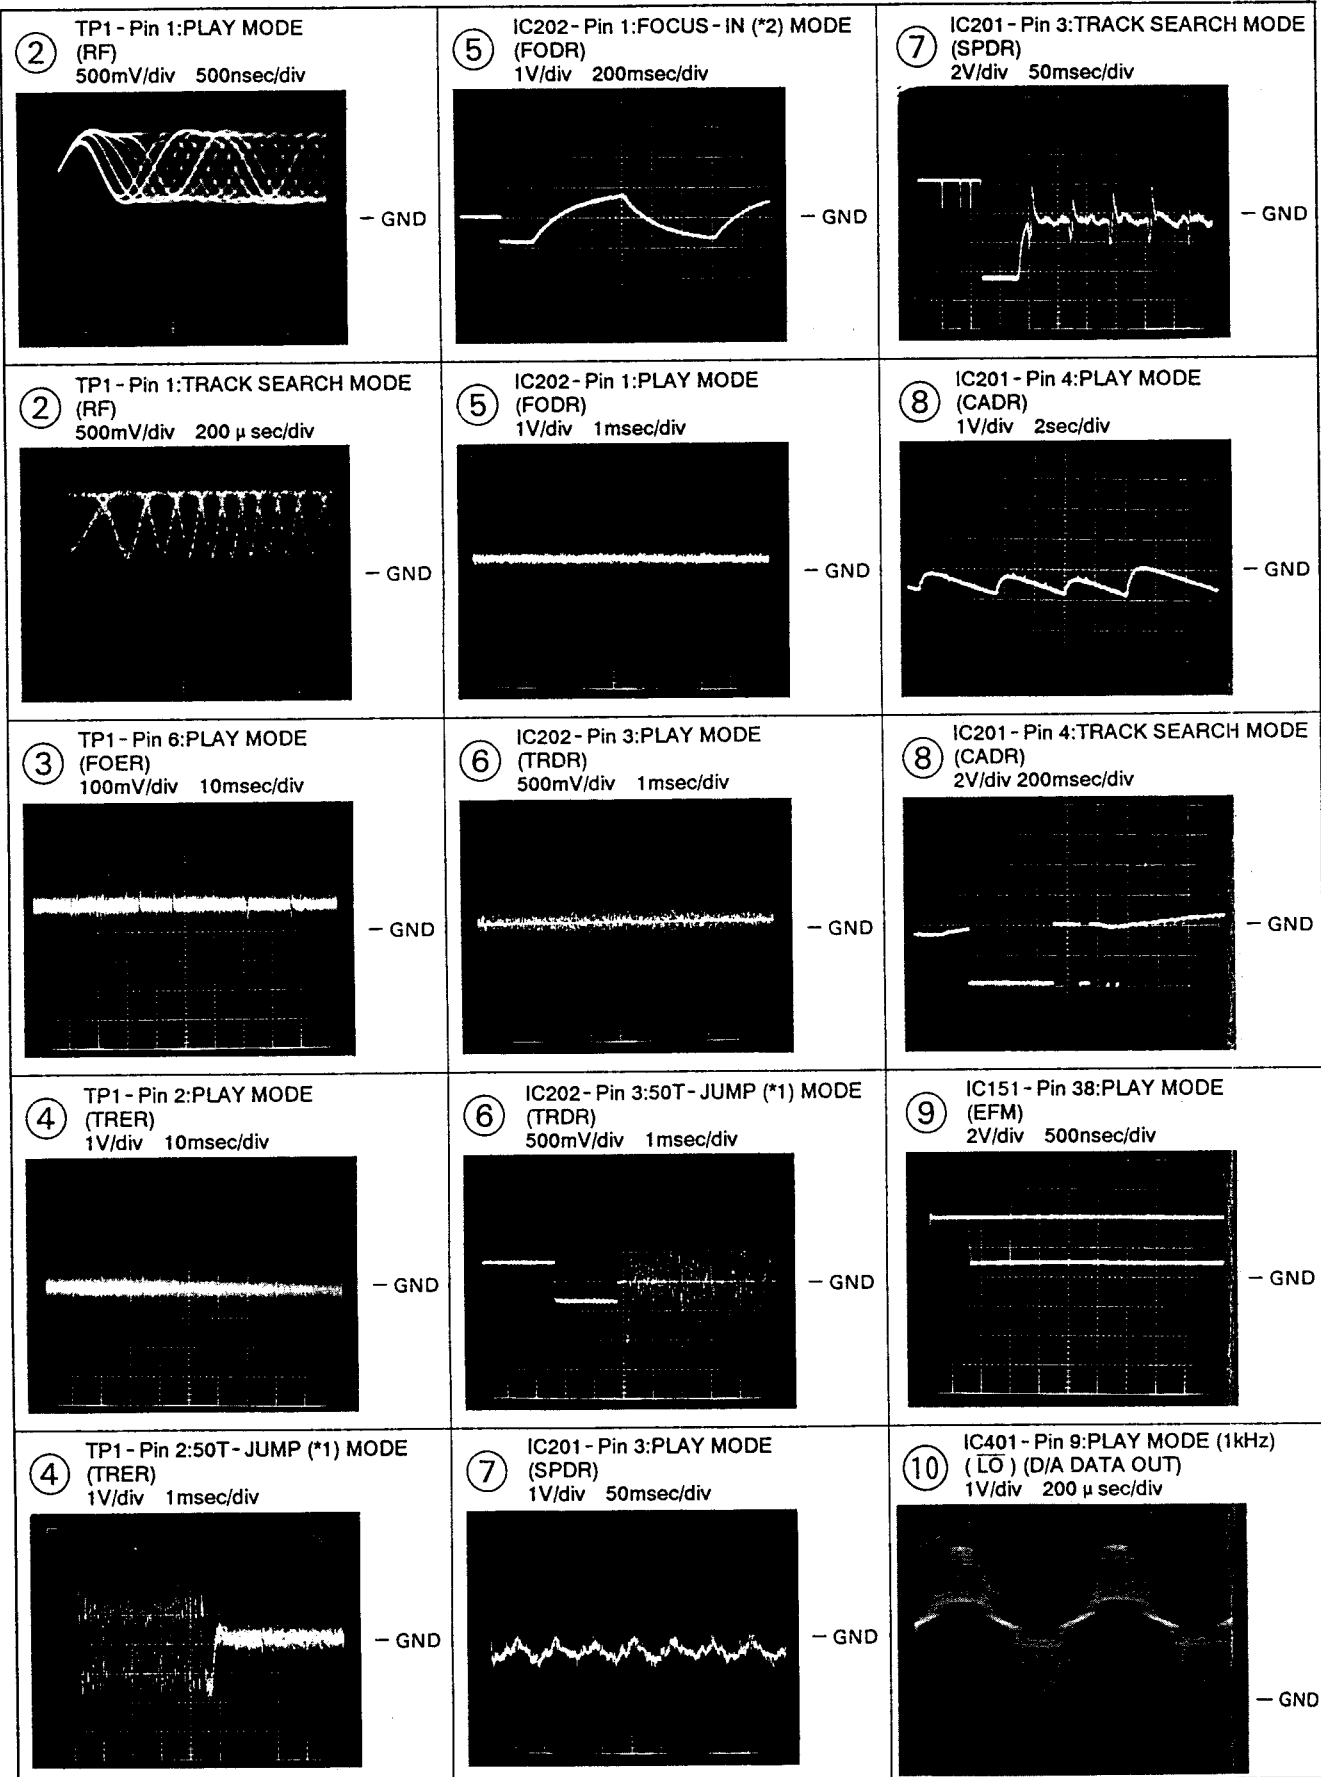 ② TP1 - Pin 1:PLAY MODE
(RF)
500mV/div 500nsec/div
– GND
⑤ IC202 - Pin 1:FOCUS - IN (*2) MODE
(FODR)
1V/div 200msec/div
– GND
⑦ IC201 - Pin 3:TRACK SEARCH MODE
(SPDR)
2V/div 50msec/div
– GND
② TP1 - Pin 1:TRACK SEARCH MODE
(RF)
500mV/div 200 μ sec/div
– GND
⑤ IC202 - Pin 1:PLAY MODE
(FODR)
1V/div 1msec/div
– GND
⑧ IC201 - Pin 4:PLAY MODE
(CADR)
1V/div 2sec/div
– GND
③ TP1 - Pin 6:PLAY MODE
(FOER)
100mV/div 10msec/div
– GND
⑥ IC202 - Pin 3:PLAY MODE
(TRDR)
500mV/div 1msec/div
– GND
⑧ IC201 - Pin 4:TRACK SEARCH MODE
(CADR)
2V/div 200msec/div
– GND
④ TP1 - Pin 2:PLAY MODE
(TRER)
1V/div 10msec/div
– GND
⑥ IC202 - Pin 3:50T - JUMP (*1) MODE
(TRDR)
500mV/div 1msec/div
– GND
⑨ IC151 - Pin 38:PLAY MODE
(EFM)
2V/div 500nsec/div
– GND
④ TP1 - Pin 2:50T - JUMP (*1) MODE
(TRER)
1V/div 1msec/div
– GND
⑦ IC201 - Pin 3:PLAY MODE
(SPDR)
1V/div 50msec/div
– GND
⑩ IC401 - Pin 9:PLAY MODE (1kHz)
( L̅O̅ ) (D/A DATA OUT)
1V/div 200 μ sec/div
– GND